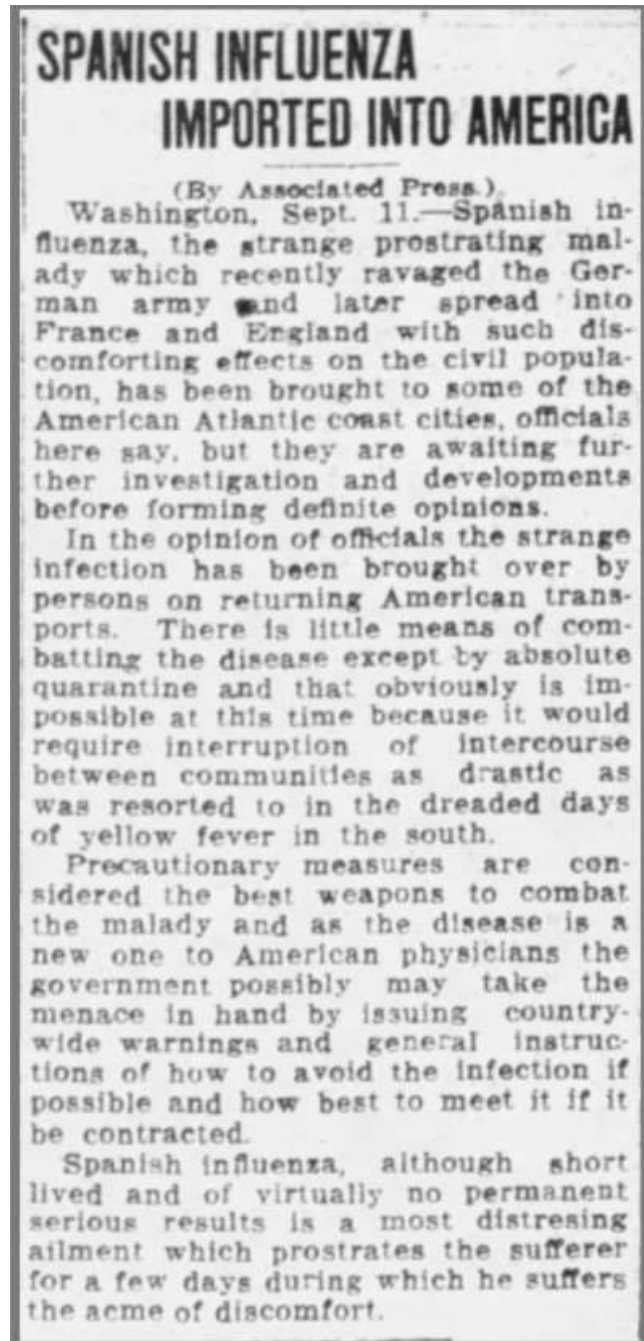 SPANISH INFLUENZA
IMPORTED INTO AMERICA
(By Associated Press.)
Washington, Sept. 11.—Spanish in-
fluenza, the strange prostrating mal-
ady which recently ravaged the Ger-
man army and later spread into
France and England with such dis-
comforting effects on the civil popula-
tion, has been brought to some of the
American Atlantic coast cities, officials
here say, but they are awaiting fur-
ther investigation and developments
before forming definite opinions.
In the opinion of officials the strange
infection has been brought over by
persons on returning American trans-
ports. There is little means of com-
batting the disease except by absolute
quarantine and that obviously is im-
possible at this time because it would
require interruption of intercourse
between communities as drastic as
was resorted to in the dreaded days
of yellow fever in the south.
Precautionary measures are con-
sidered the best weapons to combat
the malady and as the disease is a
new one to American physicians the
government possibly may take the
menace in hand by issuing country-
wide warnings and general instruc-
tions of how to avoid the infection if
possible and how best to meet it if it
be contracted.
Spanish influenza, although short
lived and of virtually no permanent
serious results is a most distresing
ailment which prostrates the sufferer
for a few days during which he suffers
the acme of discomfort.